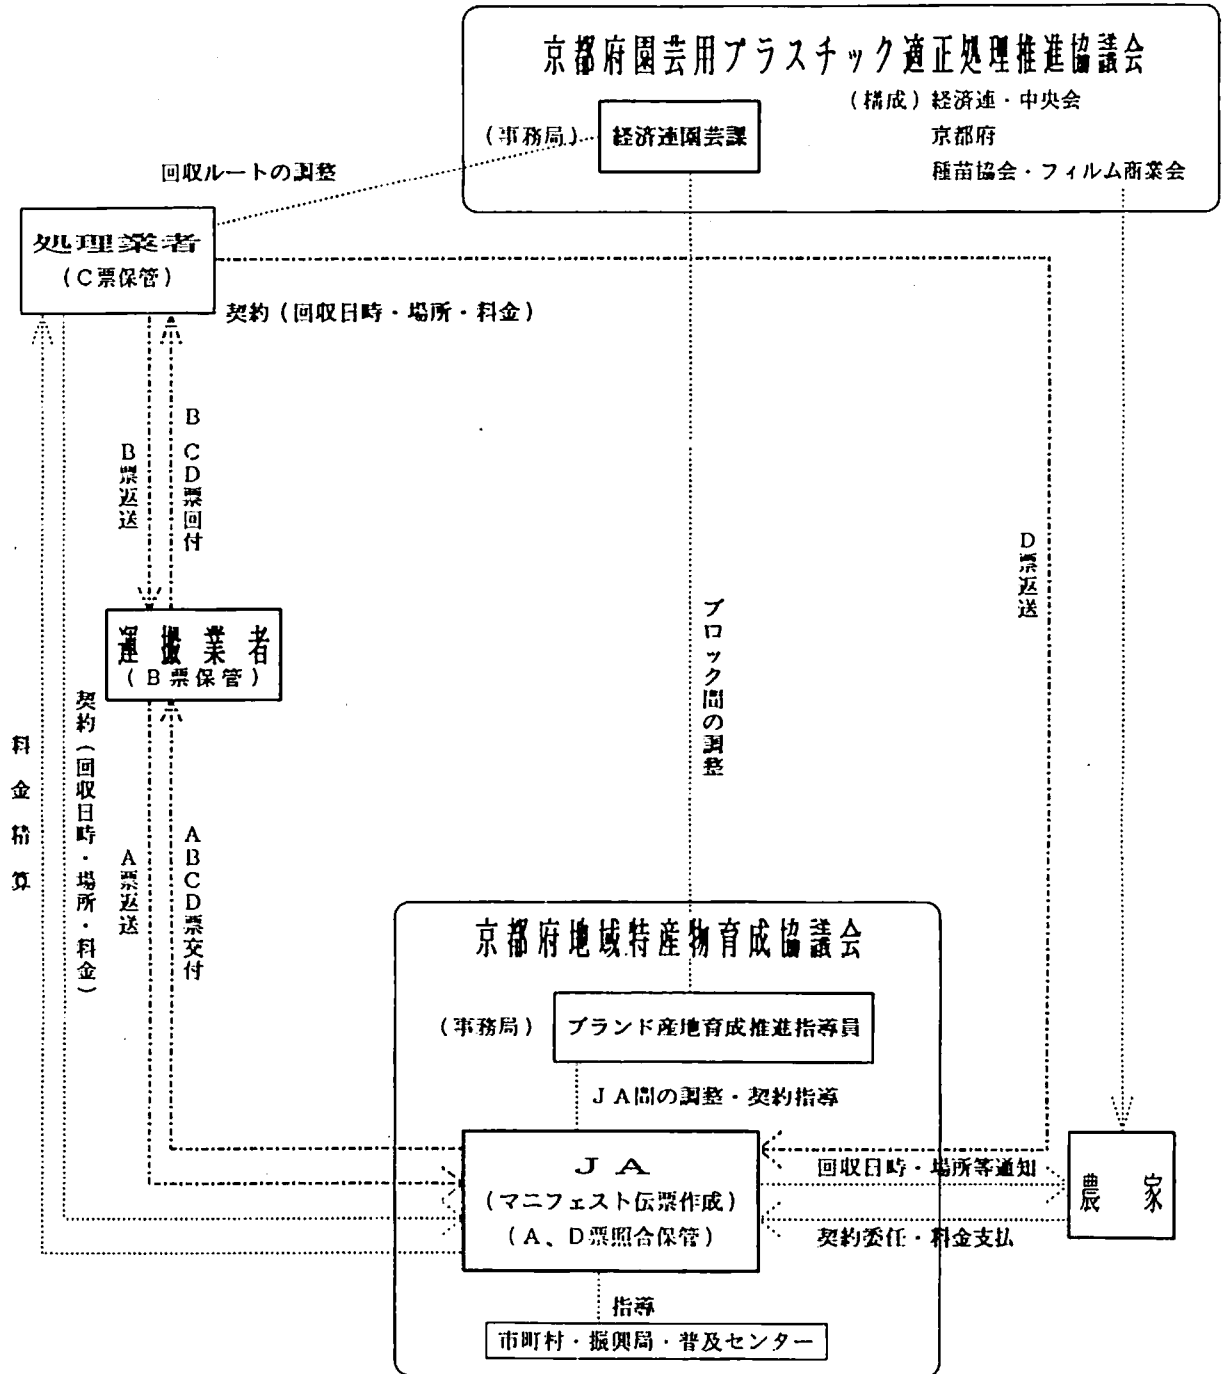 京都府園芸用プラスチック適正処理推進協議会
(構成)経済連・中央会
京都府
種苗協会・フィルム商業会
(事務局)
経済連園芸課
回収ルートの調整
処理業者
(C票保管)
契約(回収日時・場所・料金)
B票返送
BCD票回付
D票返送
ブロック間の調整
運搬業者
(B票保管)
料金精算
契約(回収日時・場所・料金)
A票返送
ABCD票交付
京都府地域特産物育成協議会
(事務局)
ブランド産地育成推進指導員
JA間の調整・契約指導
JA
(マニフェスト伝票作成)
(A、D票照合保管)
回収日時・場所等通知
契約委任・料金支払
農家
指導
市町村・振興局・普及センター